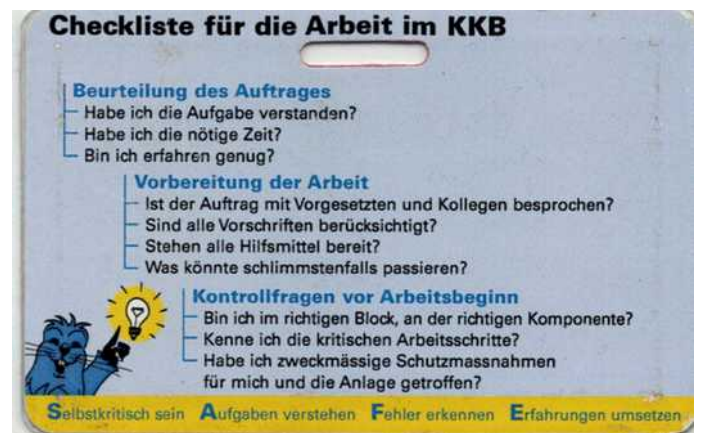 Checkliste für die Arbeit im KKB
Beurteilung des Auftrages
Habe ich die Aufgabe verstanden?
Habe ich die nötige Zeit?
Bin ich erfahren genug?
Vorbereitung der Arbeit
Ist der Auftrag mit Vorgesetzten und Kollegen besprochen?
Sind alle Vorschriften berücksichtigt?
Stehen alle Hilfsmittel bereit?
Was könnte schlimmstenfalls passieren?
Kontrollfragen vor Arbeitsbeginn
Bin ich im richtigen Block, an der richtigen Komponente?
Kenne ich die kritischen Arbeitsschritte?
Habe ich zweckmässige Schutzmassnahmen
für mich und die Anlage getroffen?
Selbstkritisch sein Aufgaben verstehen Fehler erkennen Erfahrungen umsetzen